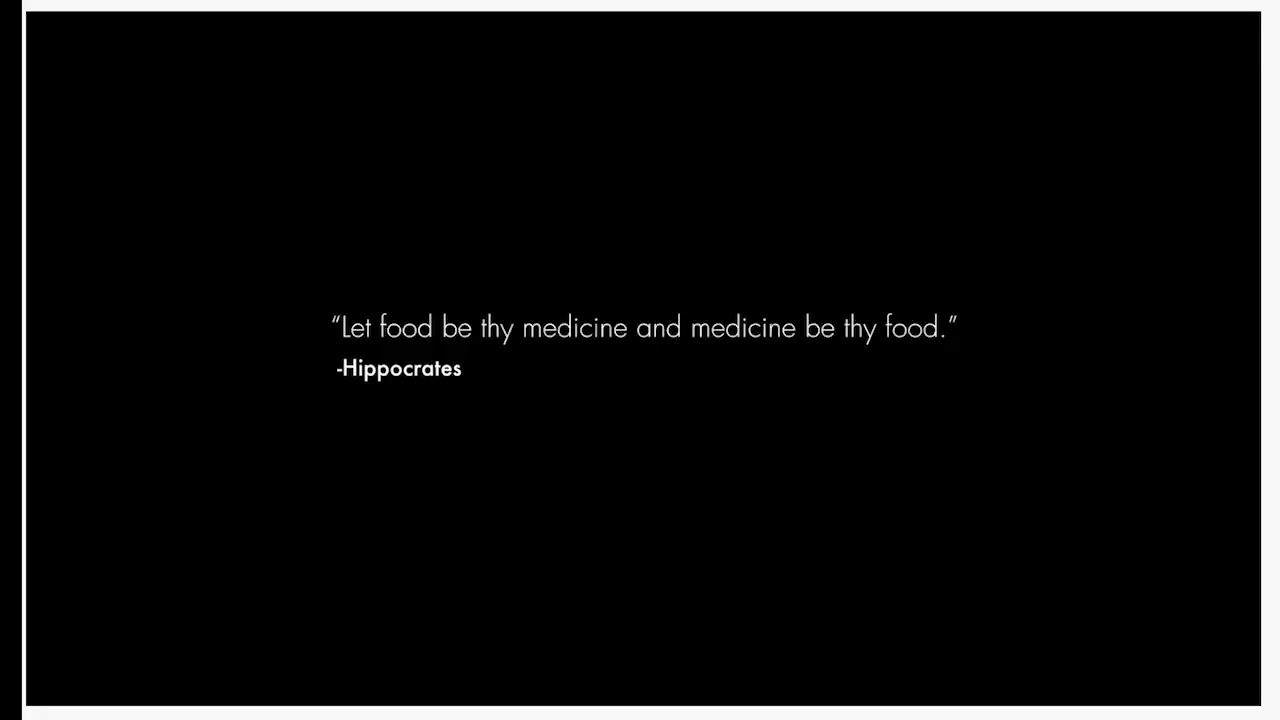 “Let food be thy medicine and medicine be thy food.”
-Hippocrates